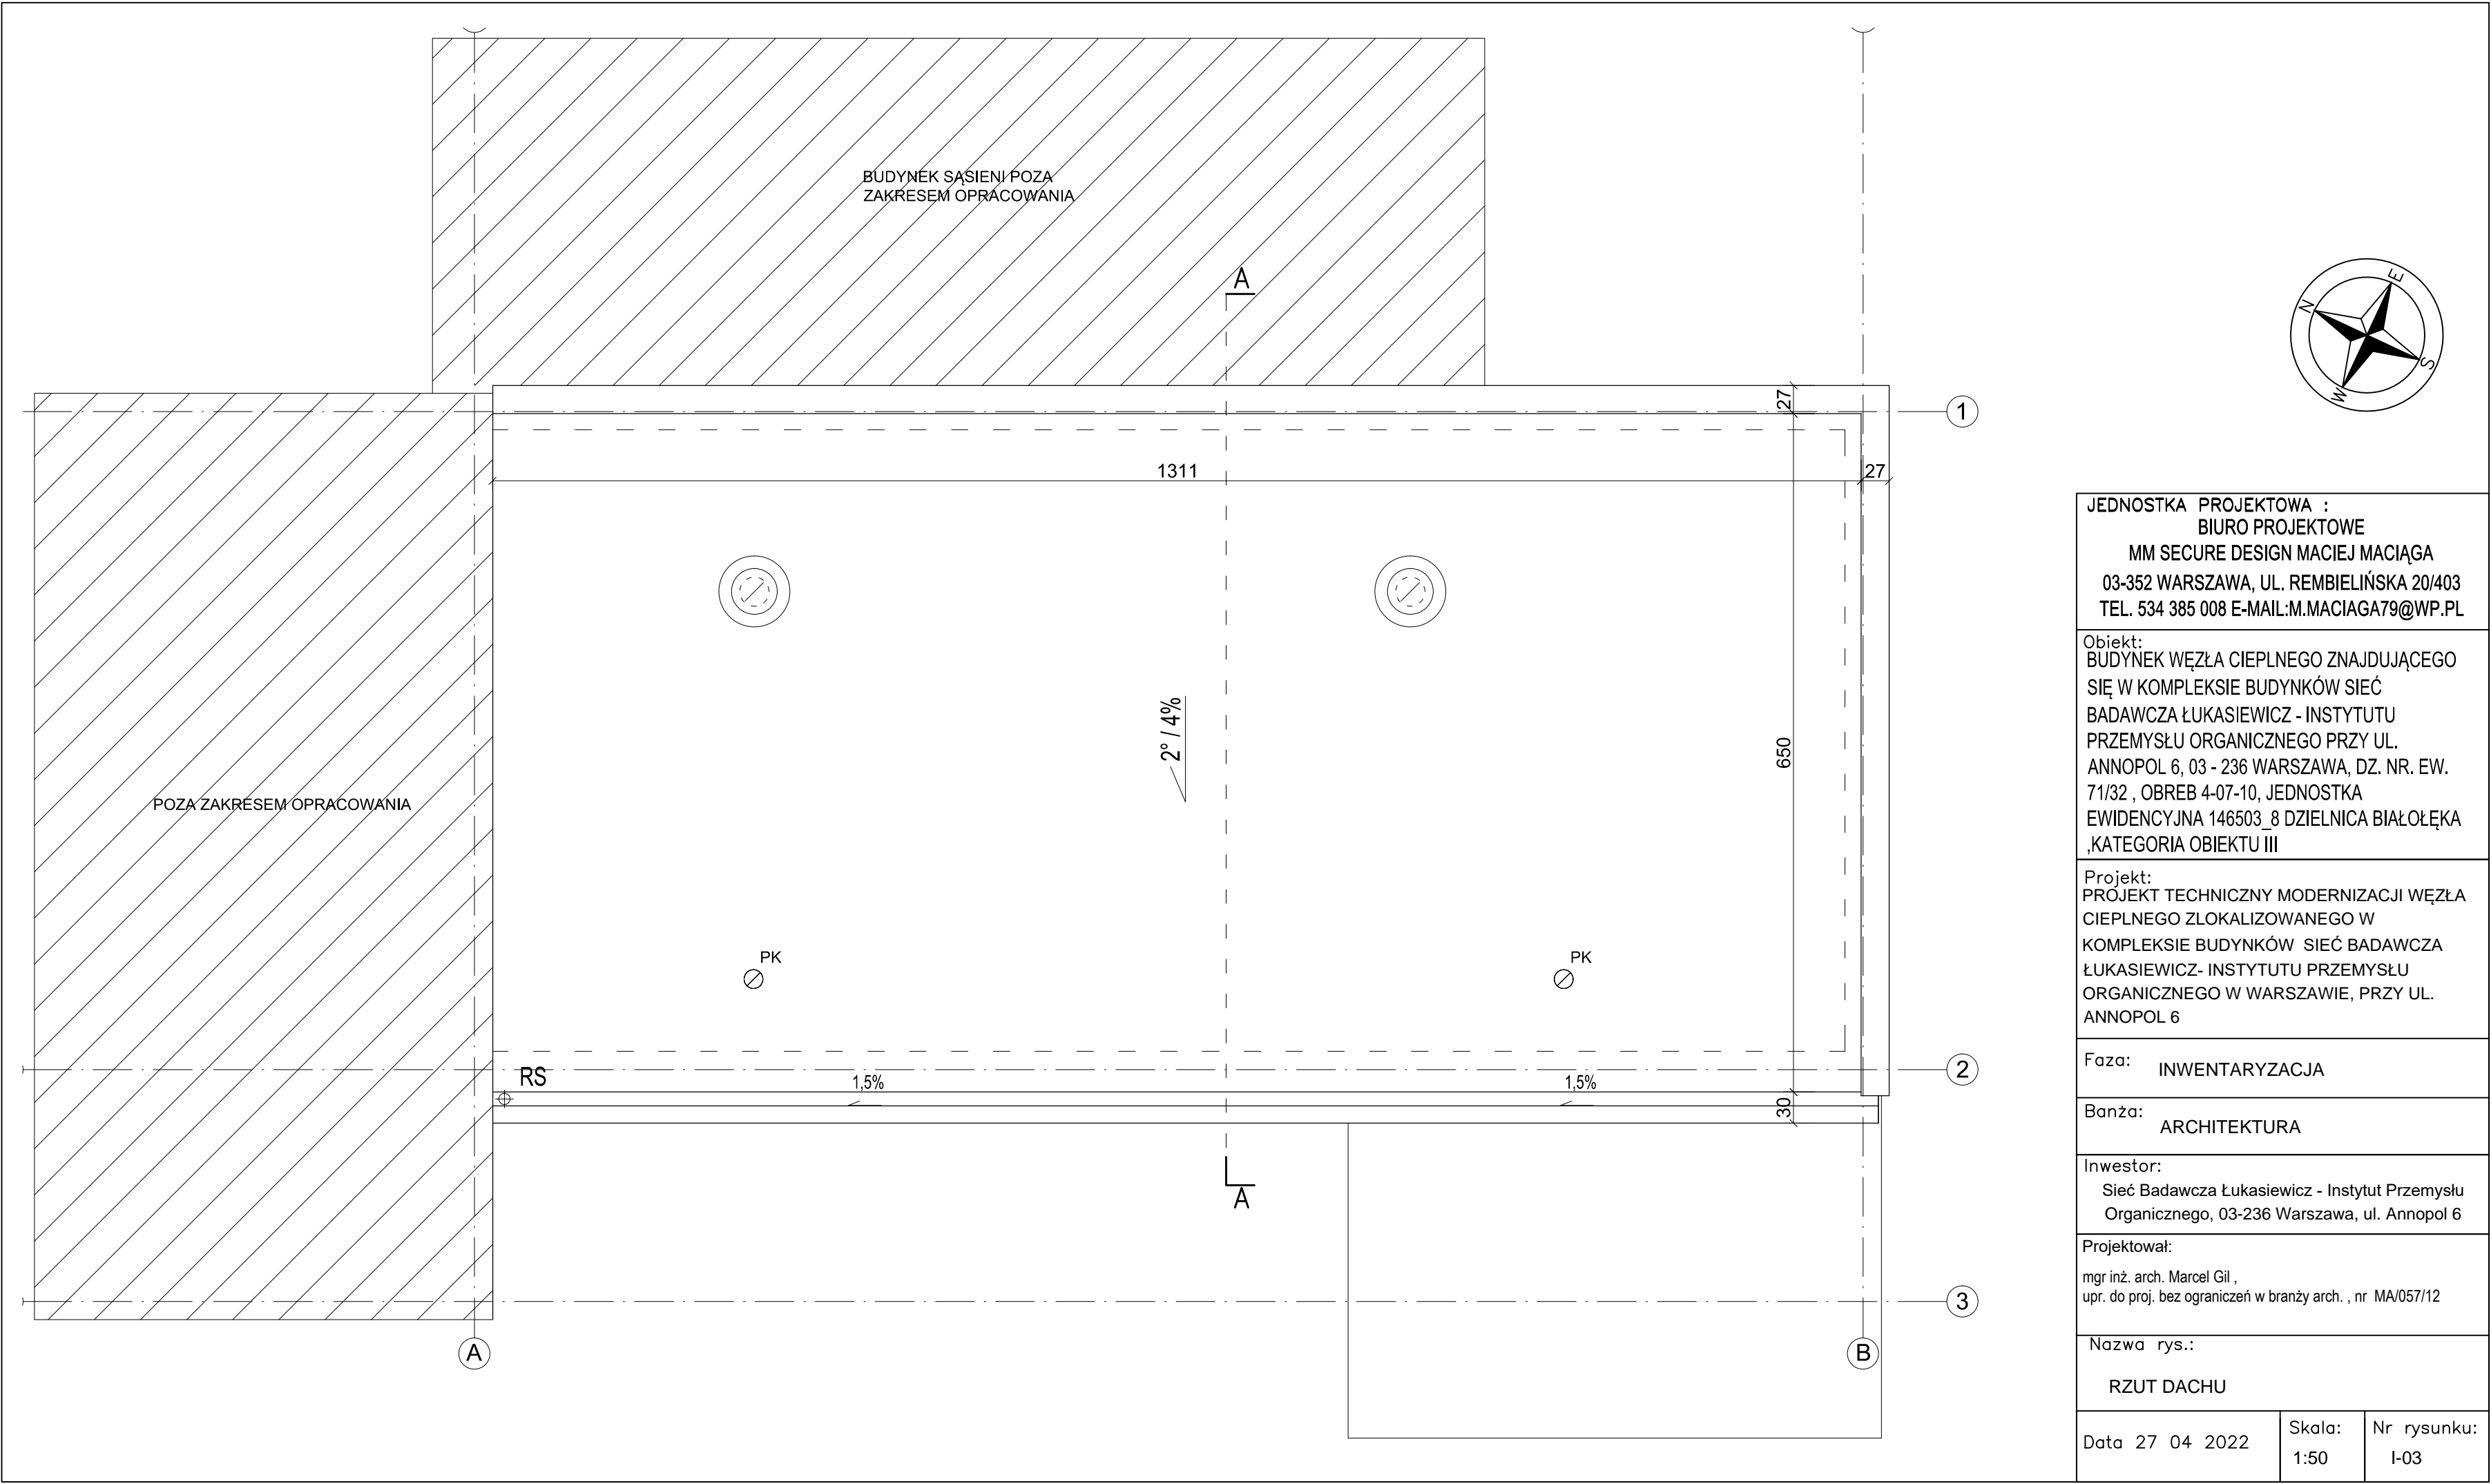 BUDYNEK SĄSIENI POZA
ZAKRESEM OPRACOWANIA
A
N
E
S
W
27
1
1311
27
JEDNOSTKA PROJEKTOWA :
BIURO PROJEKTOWE
MM SECURE DESIGN MACIEJ MACIĄGA
03-352 WARSZAWA, UL. REMBIELIŃSKA 20/403
TEL. 534 385 008 E-MAIL:M.MACIAGA79@WP.PL
Obiekt:
BUDYNEK WĘZŁA CIEPLNEGO ZNAJDUJĄCEGO
SIĘ W KOMPLEKSIE BUDYNKÓW SIEĆ
BADAWCZA ŁUKASIEWICZ - INSTYTUTU
PRZEMYSŁU ORGANICZNEGO PRZY UL.
ANNOPOL 6, 03 - 236 WARSZAWA, DZ. NR. EW.
71/32 , OBREB 4-07-10, JEDNOSTKA
EWIDENCYJNA 146503_8 DZIELNICA BIAŁOŁĘKA
,KATEGORIA OBIEKTU III
2° / 4%
650
POZA ZAKRESEM OPRACOWANIA
Projekt:
PROJEKT TECHNICZNY MODERNIZACJI WĘZŁA
CIEPLNEGO ZLOKALIZOWANEGO W
KOMPLEKSIE BUDYNKÓW SIEĆ BADAWCZA
ŁUKASIEWICZ- INSTYTUTU PRZEMYSŁU
ORGANICZNEGO W WARSZAWIE, PRZY UL.
ANNOPOL 6
PK
PK
Faza: INWENTARYZACJA
RS
1,5%
1,5%
2
30
Banża: ARCHITEKTURA
A
Inwestor:
Sieć Badawcza Łukasiewicz - Instytut Przemysłu
Organicznego, 03-236 Warszawa, ul. Annopol 6
Projektował:
mgr inż. arch. Marcel Gil ,
upr. do proj. bez ograniczeń w branży arch. , nr MA/057/12
3
A
B
Nazwa rys.:
RZUT DACHU
Data 27 04 2022
Skala:
1:50
Nr rysunku:
I-03